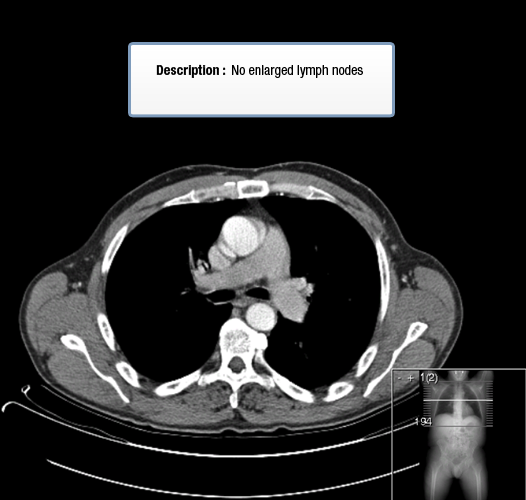 Description : No enlarged lymph nodes
- + 1(2)
194